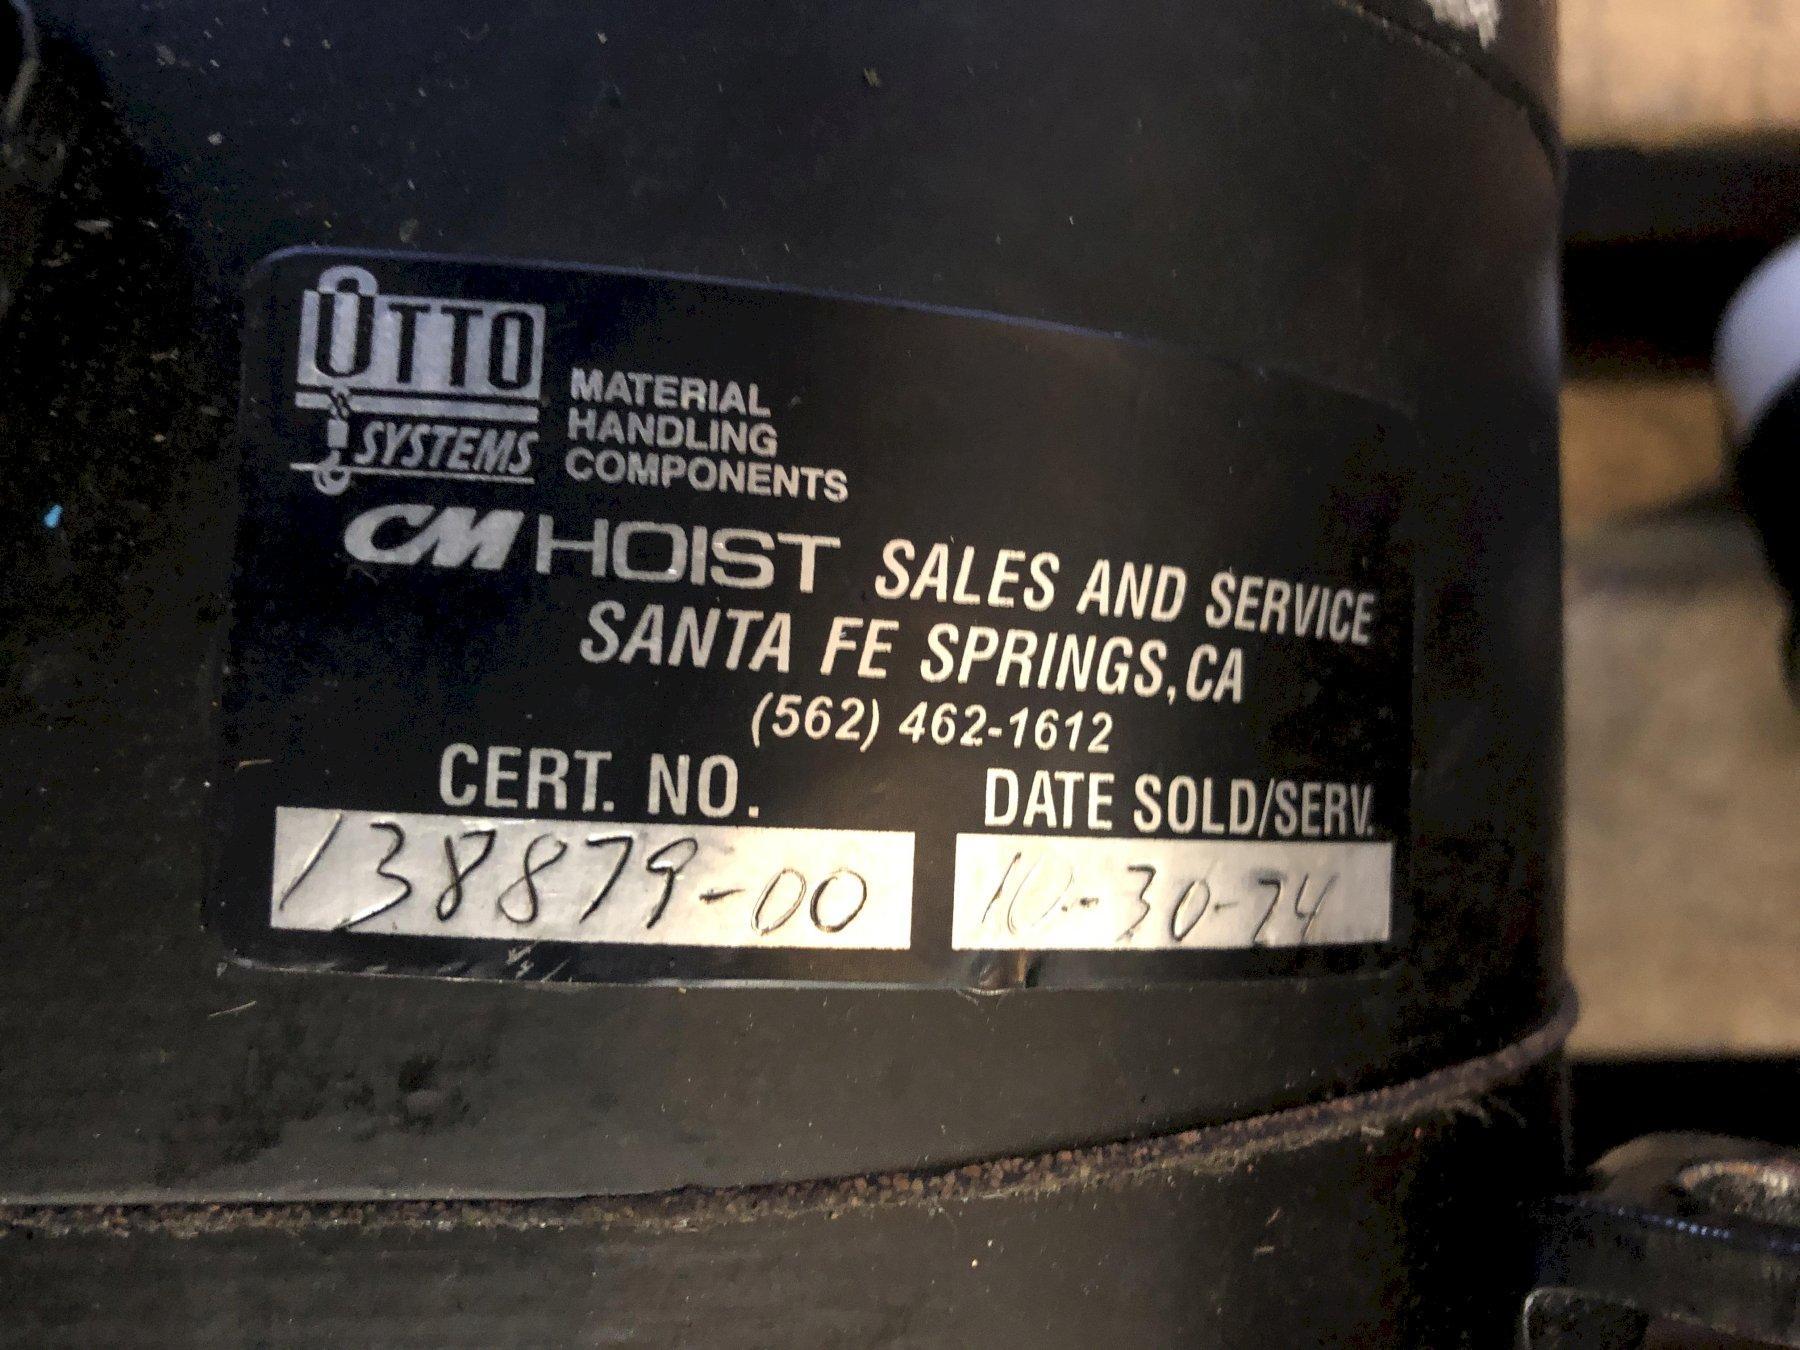 OTTO
SYSTEMS
MATERIAL
HANDLING
COMPONENTS
CM HOIST SALES AND SERVICE
SANTA FE SPRINGS, CA
(562) 462-1612
CERT. NO.
DATE SOLD/SERV.
138879-00
10-30-74